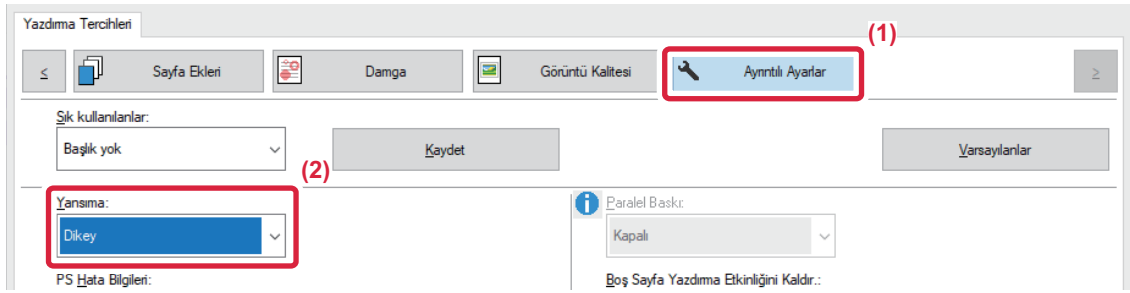 Yazdırma Tercihleri
(1)
< Sayfa Ekleri Damga Görüntü Kalitesi Ayrıntılı Ayarlar >
Sık kullanılanlar:
Başlık yok Kaydet Varsayılanlar
(2)
Yansıma: Paralel Baskı:
Dikey Kapalı
PS Hata Bilgileri: Boş Sayfa Yazdırma Etkinliğini Kaldır.: